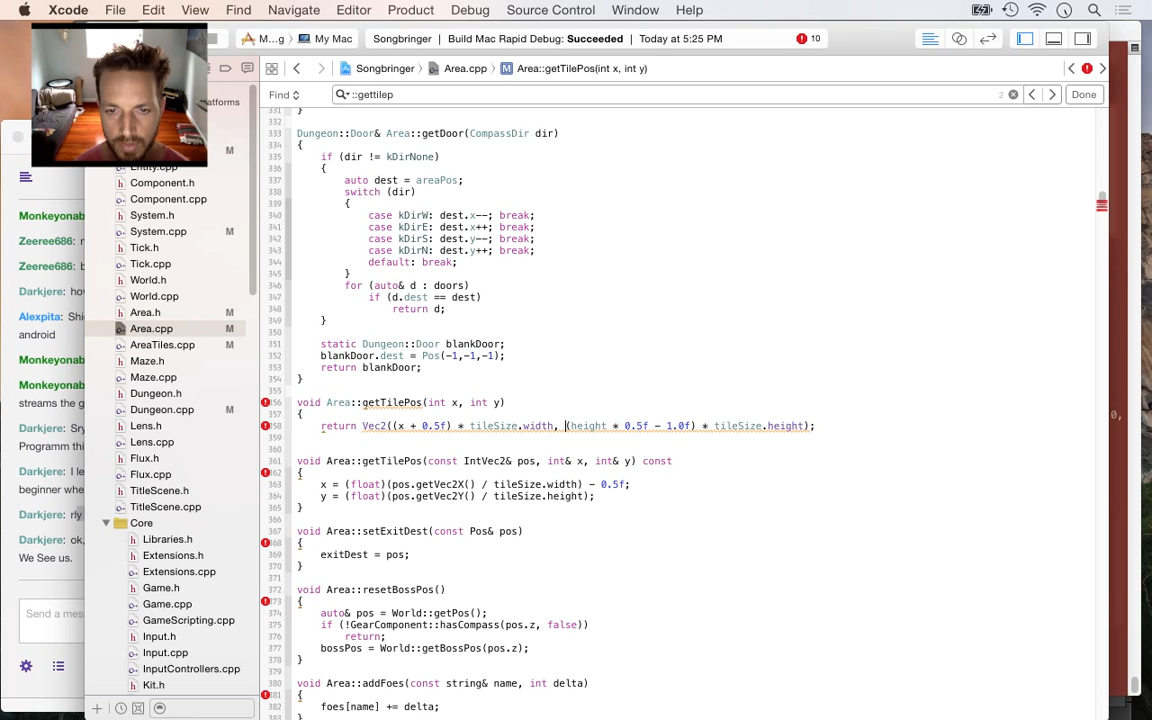 Xcode File Edit View Find Navigate Editor Product Debug Source Control Window Help
M...g My Mac Songbringer | Build Mac Rapid Debug: Succeeded | Today at 5:25 PM 10
Songbringer Area.cpp M Area::getTilePos(int x, int y)
Find ::gettilep 2 Done
atforms
M
Entity.cpp
Component.h
Component.cpp
System.h
System.cpp M
Tick.h
Tick.cpp
World.h
World.cpp
Area.h M
Area.cpp M
AreaTiles.cpp M
Maze.h
Maze.cpp
Dungeon.h
Dungeon.cpp M
Lens.h
Lens.cpp
Flux.h
Flux.cpp
TitleScene.h
TitleScene.cpp
Core
Libraries.h
Extensions.h
Extensions.cpp
Game.h
Game.cpp
GameScripting.cpp
Input.h
Input.cpp
InputControllers.cpp
Kit.h
Monkeyonab
Zeeree686:
Zeeree686:
Darkjere:
Alexpita:
android
Monkeyonab
Monkeyonab
streams the g
Darkjere: Sry
Programm thi
Darkjere: I le
beginner whe
Darkjere: rly
Darkjere: ok,
We See us.
Send a mes
331 }
332
333 Dungeon::Door& Area::getDoor(CompassDir dir)
334 {
335 if (dir != kDirNone)
336 {
337 auto dest = areaPos;
338 switch (dir)
339 {
340 case kDirW: dest.x--; break;
341 case kDirE: dest.x++; break;
342 case kDirS: dest.y--; break;
343 case kDirN: dest.y++; break;
344 default: break;
345 }
346 for (auto& d : doors)
347 if (d.dest == dest)
348 return d;
349 }
350
351 static Dungeon::Door blankDoor;
352 blankDoor.dest = Pos(-1,-1,-1);
353 return blankDoor;
354 }
355
356 void Area::getTilePos(int x, int y)
357 {
358 return Vec2((x + 0.5f) * tileSize.width, (height * 0.5f - 1.0f) * tileSize.height);
359
360
361 void Area::getTilePos(const IntVec2& pos, int& x, int& y) const
362 {
363 x = (float)(pos.getVec2X() / tileSize.width) - 0.5f;
364 y = (float)(pos.getVec2Y() / tileSize.height);
365 }
366
367 void Area::setExitDest(const Pos& pos)
368 {
369 exitDest = pos;
370 }
371
372 void Area::resetBossPos()
373 {
374 auto& pos = World::getPos();
375 if (!GearComponent::hasCompass(pos.z, false))
376 return;
377 bossPos = World::getBossPos(pos.z);
378 }
379
380 void Area::addFoes(const string& name, int delta)
381 {
382 foes[name] += delta;
383 }